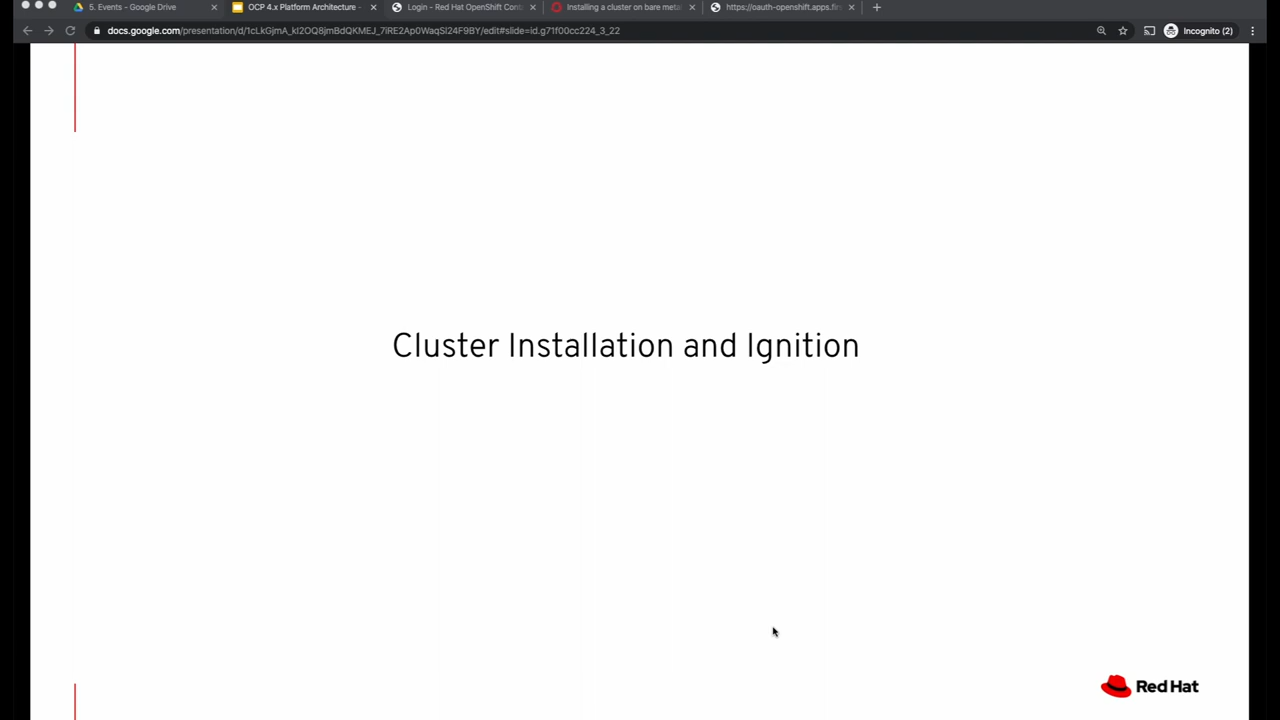 5. Events - Google Drive
OCP 4.x Platform Architecture -
Login - Red Hat OpenShift Cont
Installing a cluster on bare meta
https://oauth-openshift.apps.fir
docs.google.com/presentation/d/1cLkGjmA_kI2OQ8jmBdQKMEJ_7iRE2Ap0WaqSI24F9BY/edit#slide=id.g71f00cc224_3_22
Incognito (2)
Cluster Installation and Ignition
Red Hat